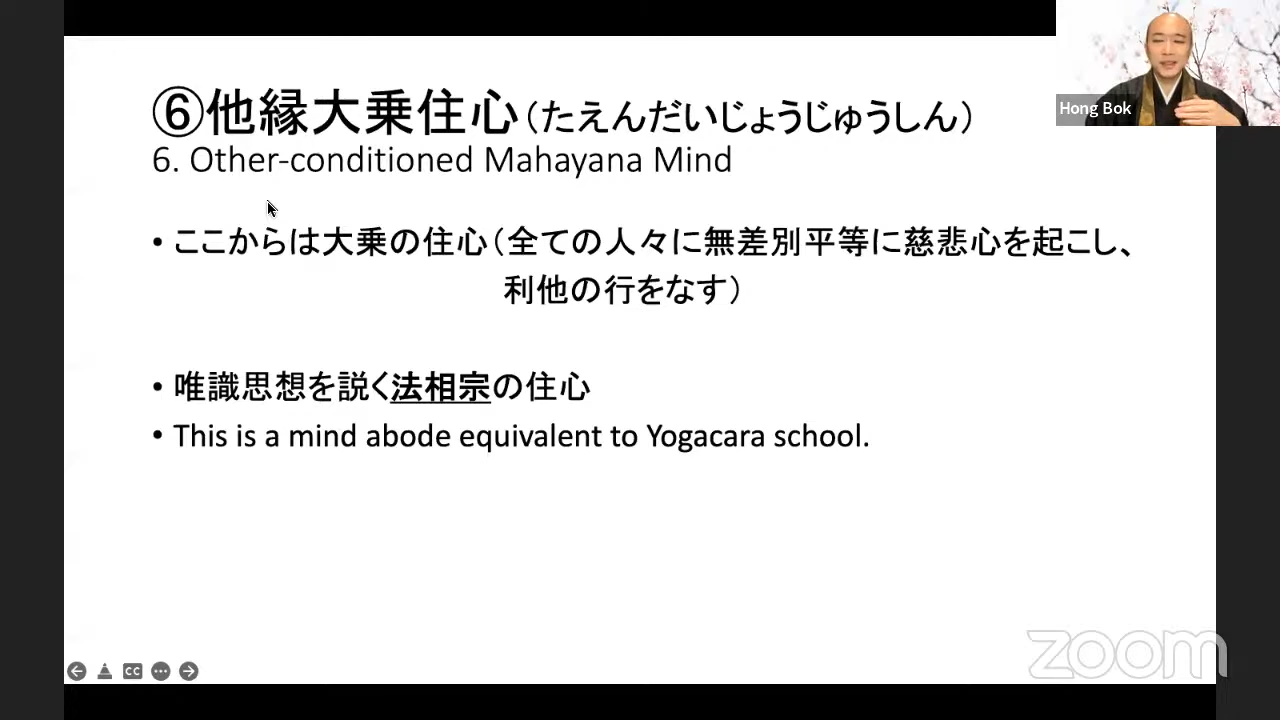 ⑥他縁大乗住心（たえんだいじょうじゅうしん）
6. Other-conditioned Mahayana Mind
• ここからは大乗の住心（全ての人々に無差別平等に慈悲心を起こし、
利他の行をなす）
• 唯識思想を説く法相宗の住心
• This is a mind abode equivalent to Yogacara school.
Hong Bok
CC
zoom